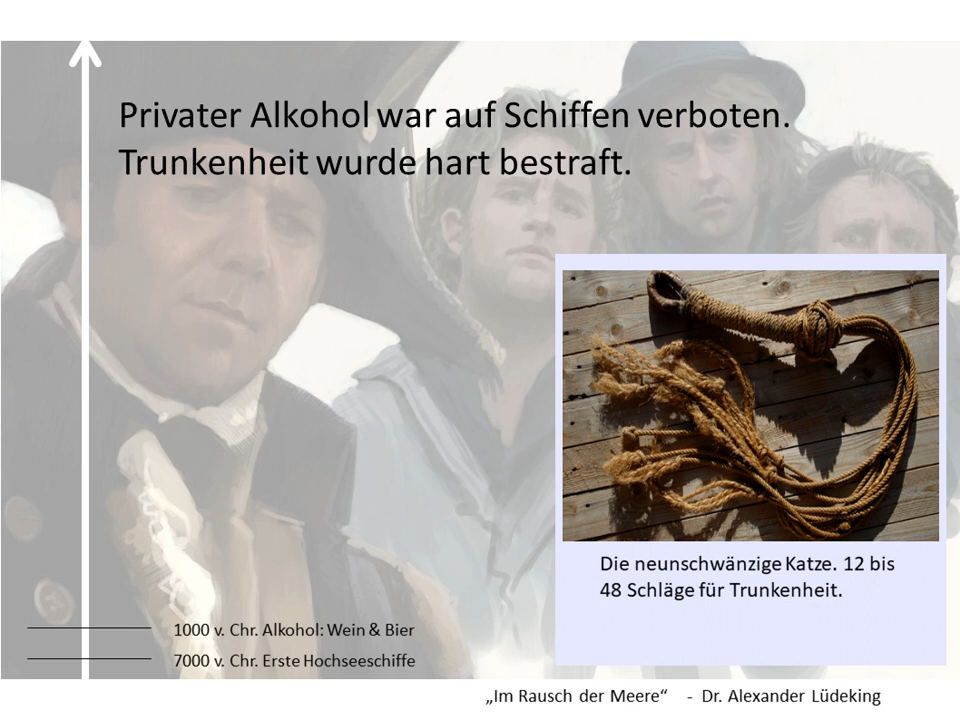 Privater Alkohol war auf Schiffen verboten.
Trunkenheit wurde hart bestraft.
Die neunschwänzige Katze. 12 bis
48 Schläge für Trunkenheit.
1000 v. Chr. Alkohol: Wein & Bier
7000 v. Chr. Erste Hochseeschiffe
„Im Rausch der Meere“ - Dr. Alexander Lüdeking